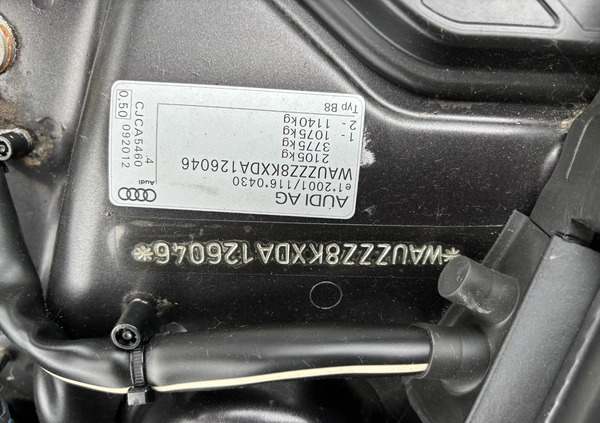 AUDI AG
e1*2001/116*0430
WAUZZZ8KXDA126046
2105kg
3775kg
1- 1075kg
2- 1140kg
Typ B8
Audi
.4
CJCA5460
0.50 092012
*WAUZZZ8KXDA126046*